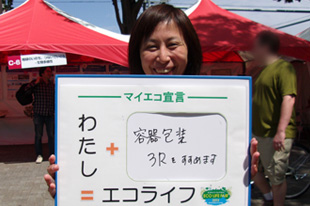 C-6
マイエコ宣言
わたし
+
容器包装
3Rをすすめます
= エコライフ